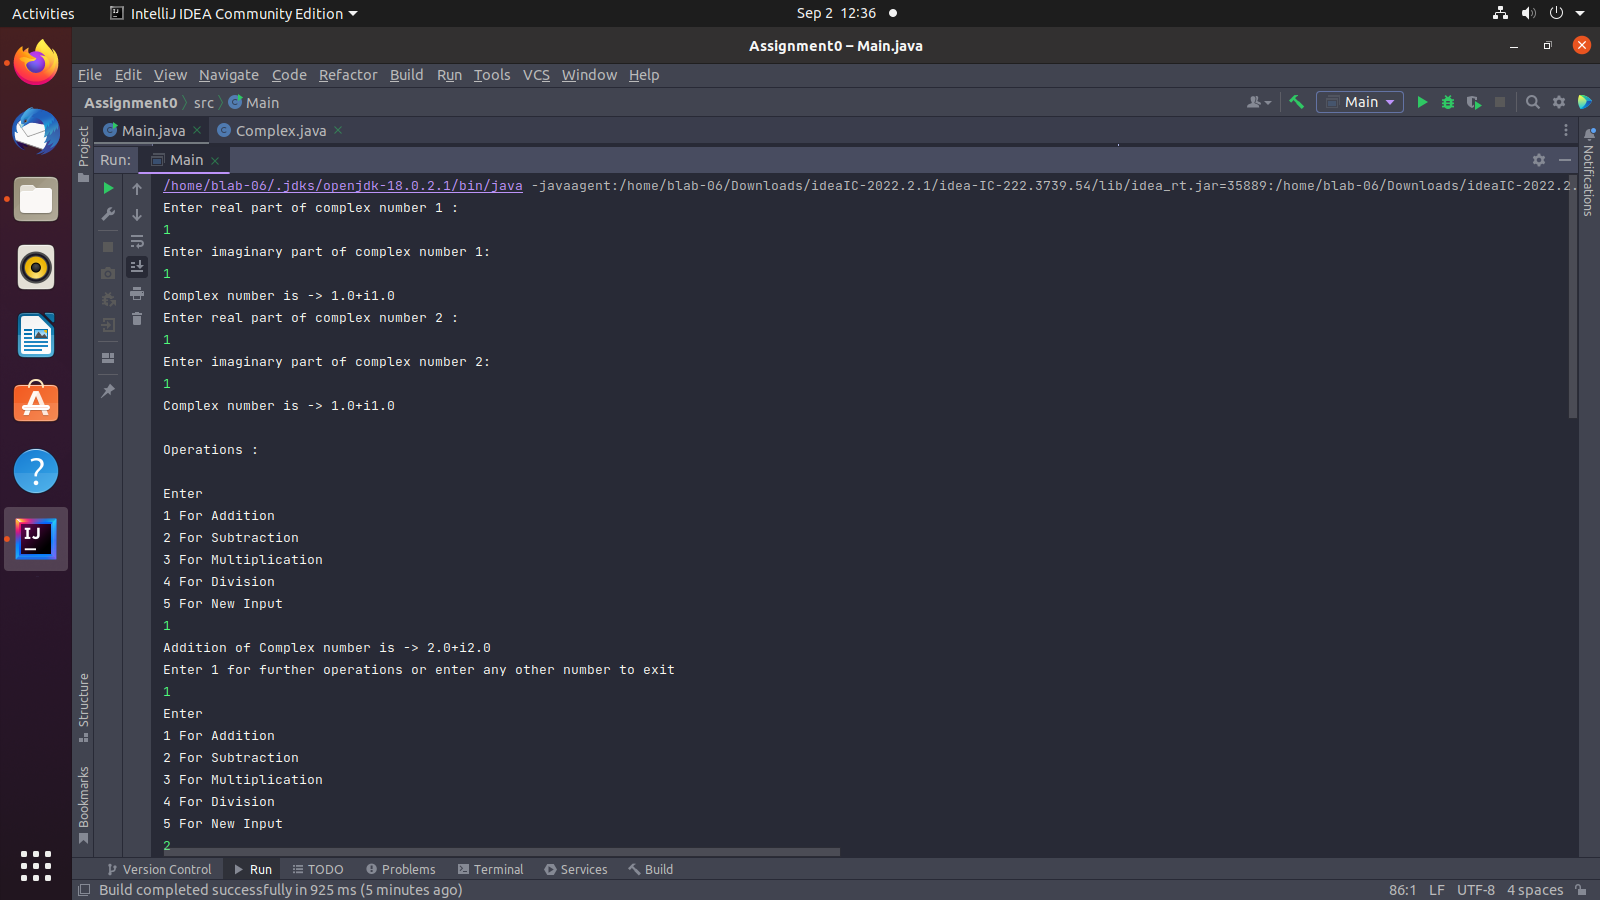 Activities IntelliJ IDEA Community Edition Sep 2 12:36
Assignment0 – Main.java
File Edit View Navigate Code Refactor Build Run Tools VCS Window Help
Assignment0 src Main Main
Main.java Complex.java
Project
Notifications
Run: Main
/home/blab-06/.jdks/openjdk-18.0.2.1/bin/java -javaagent:/home/blab-06/Downloads/ideaIC-2022.2.1/idea-IC-222.3739.54/lib/idea_rt.jar=35889:/home/blab-06/Downloads/ideaIC-2022.2.
Enter real part of complex number 1 :
1
Enter imaginary part of complex number 1:
1
Complex number is -> 1.0+i1.0
Enter real part of complex number 2 :
1
Enter imaginary part of complex number 2:
1
Complex number is -> 1.0+i1.0
Operations :
Enter
1 For Addition
2 For Subtraction
3 For Multiplication
4 For Division
5 For New Input
1
Addition of Complex number is -> 2.0+i2.0
Enter 1 for further operations or enter any other number to exit
1
Enter
1 For Addition
2 For Subtraction
3 For Multiplication
4 For Division
5 For New Input
2
Structure
Bookmarks
Version Control Run TODO Problems Terminal Services Build
Build completed successfully in 925 ms (5 minutes ago) 86:1 LF UTF-8 4 spaces